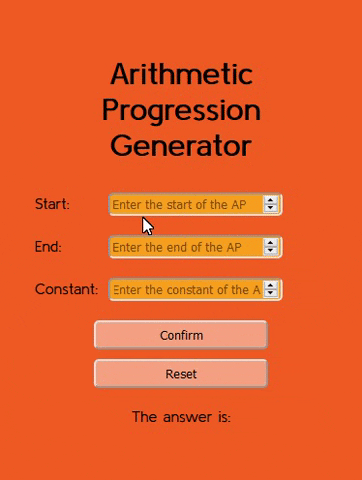 Arithmetic
Progression
Generator
Start: Enter the start of the AP
End: Enter the end of the AP
Constant: Enter the constant of the A
Confirm
Reset
The answer is: